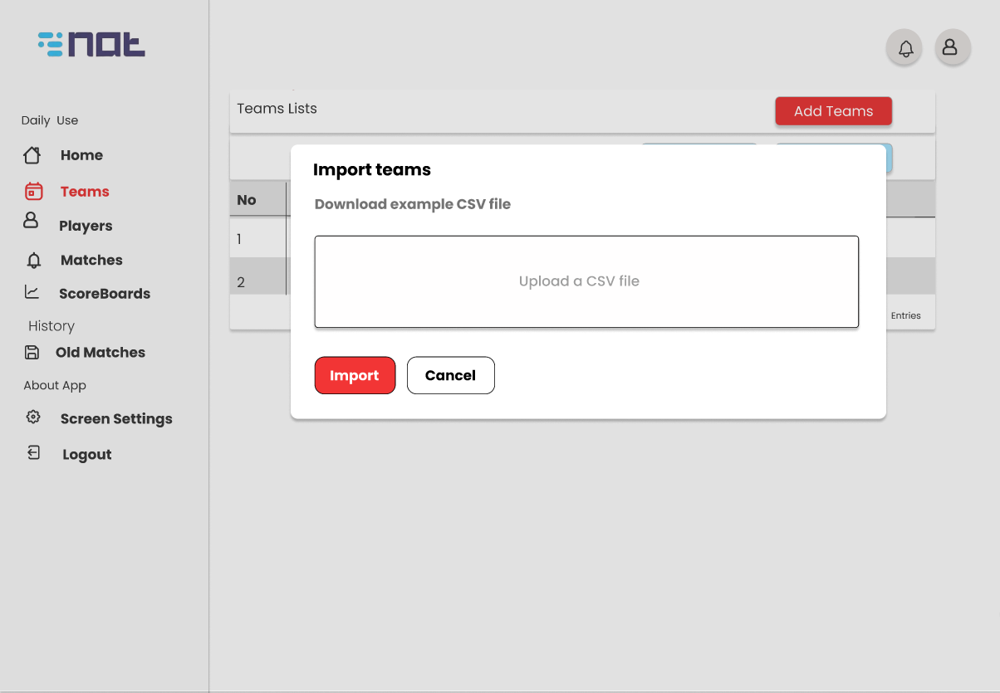 nat
Daily Use
Home
Teams
Players
Matches
ScoreBoards
History
Old Matches
About App
Screen Settings
Logout
Teams Lists
Add Teams
No
1
2
Entries
Import teams
Download example CSV file
Upload a CSV file
Import
Cancel